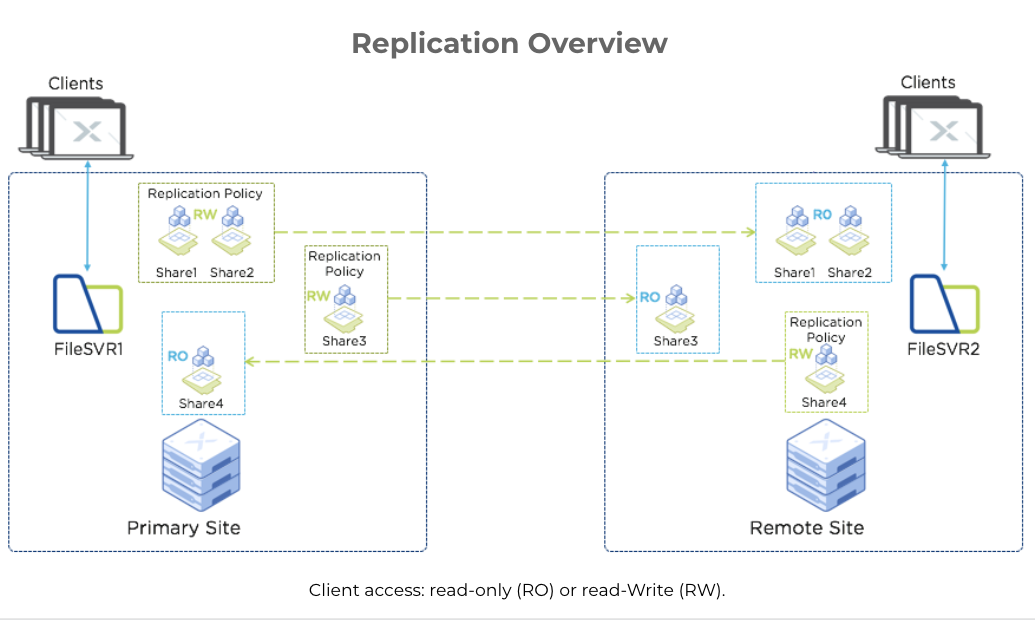 Replication Overview
Clients
Clients
Replication Policy
RW
Share1 Share2
Replication
Policy
RW
Share3
FileSVR1
RO
Share4
Primary Site
RO
Share1 Share2
RO
Share3
Replication
Policy
RW
Share4
FileSVR2
Remote Site
Client access: read-only (RO) or read-Write (RW).